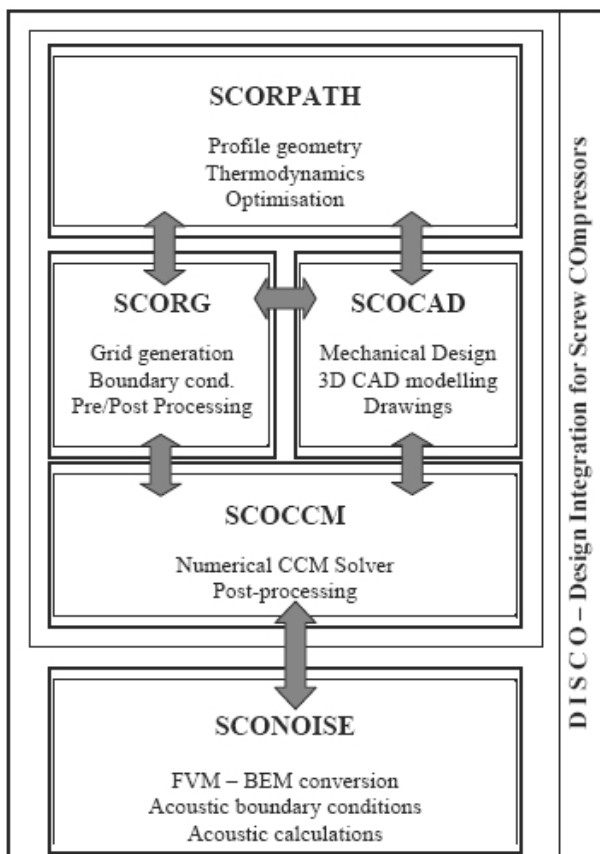 SCORPATH
Profile geometry
Thermodynamics
Optimisation
SCORG
Grid generation
Boundary cond.
Pre/Post Processing
SCOCAD
Mechanical Design
3D CAD modelling
Drawings
SCOCCM
Numerical CCM Solver
Post-processing
SCONOISE
FVM – BEM conversion
Acoustic boundary conditions
Acoustic calculations
D I S C O – Design Integration for Screw COmpressors